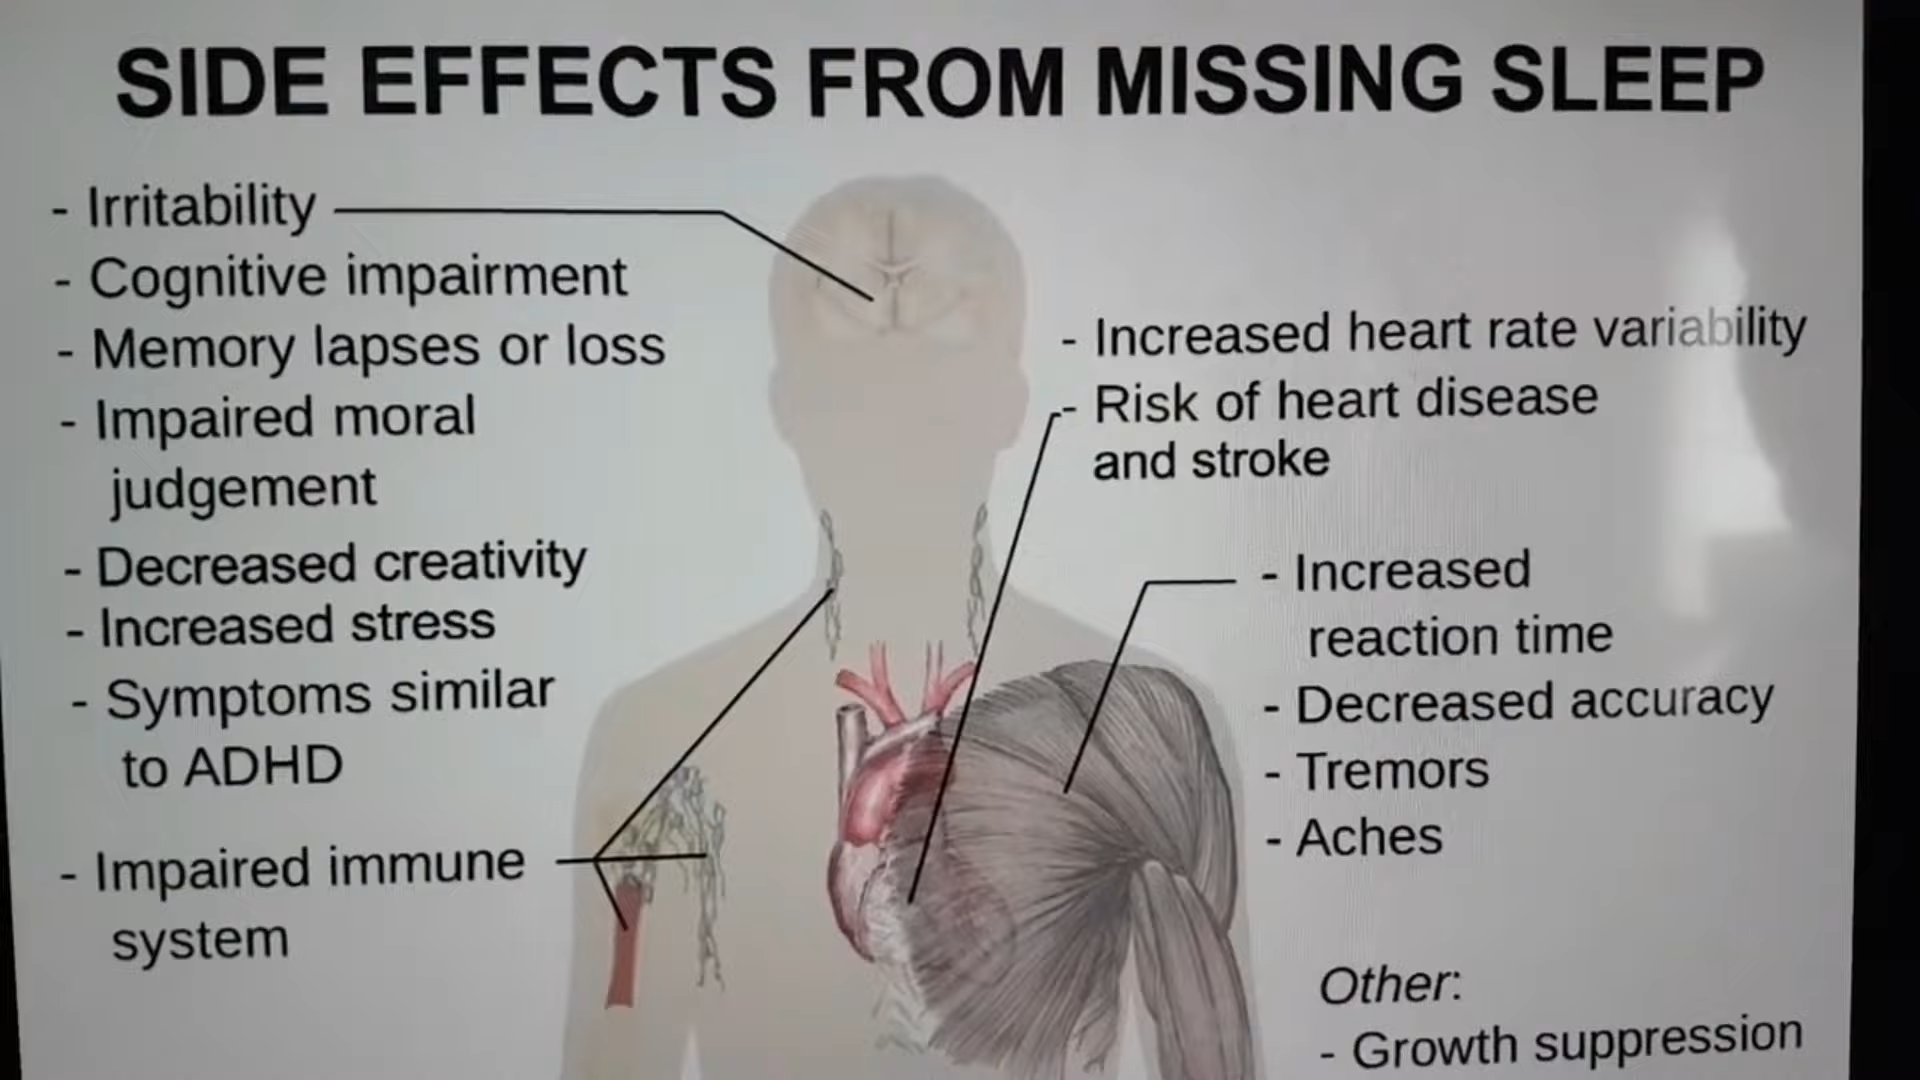 SIDE EFFECTS FROM MISSING SLEEP
- Irritability
- Cognitive impairment
- Memory lapses or loss
- Impaired moral
judgement
- Decreased creativity
- Increased stress
- Symptoms similar
to ADHD
- Impaired immune
system
- Increased heart rate variability
- Risk of heart disease
and stroke
- Increased
reaction time
- Decreased accuracy
- Tremors
- Aches
Other:
- Growth suppression